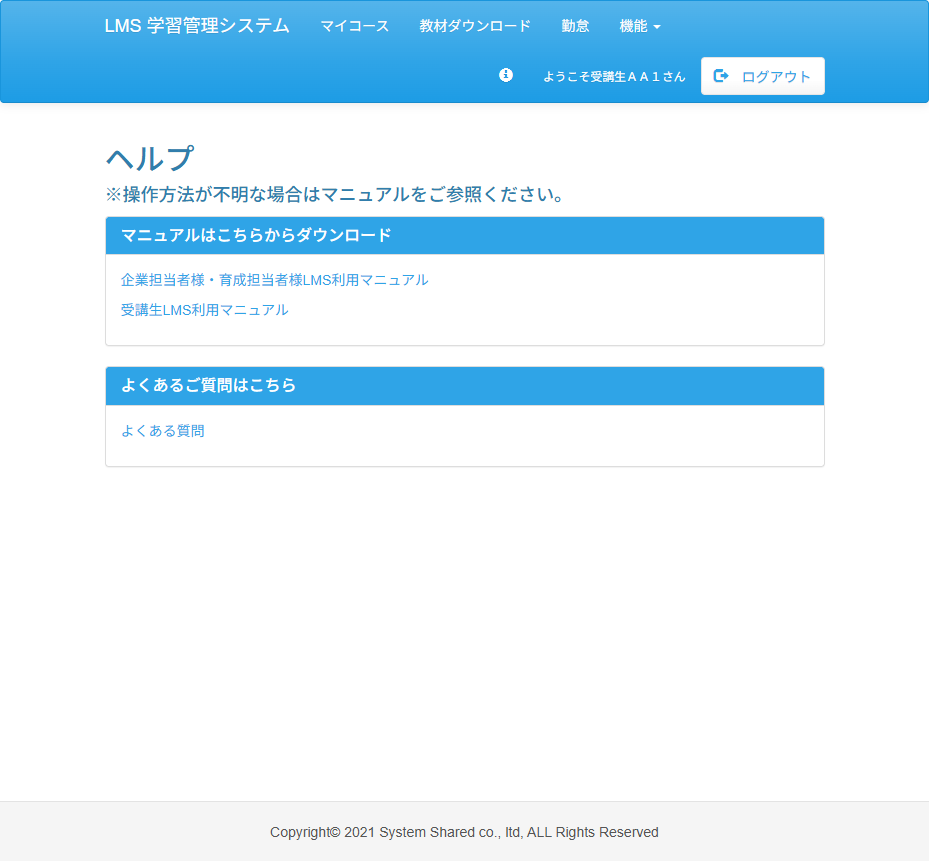 LMS 学習管理システム マイコース 教材ダウンロード 勤怠 機能
ようこそ受講生ＡＡ１さん ログアウト
ヘルプ
※操作方法が不明な場合はマニュアルをご参照ください。
マニュアルはこちらからダウンロード
企業担当者様・育成担当者様LMS利用マニュアル
受講生LMS利用マニュアル
よくあるご質問はこちら
よくある質問
Copyright© 2021 System Shared co., ltd, ALL Rights Reserved